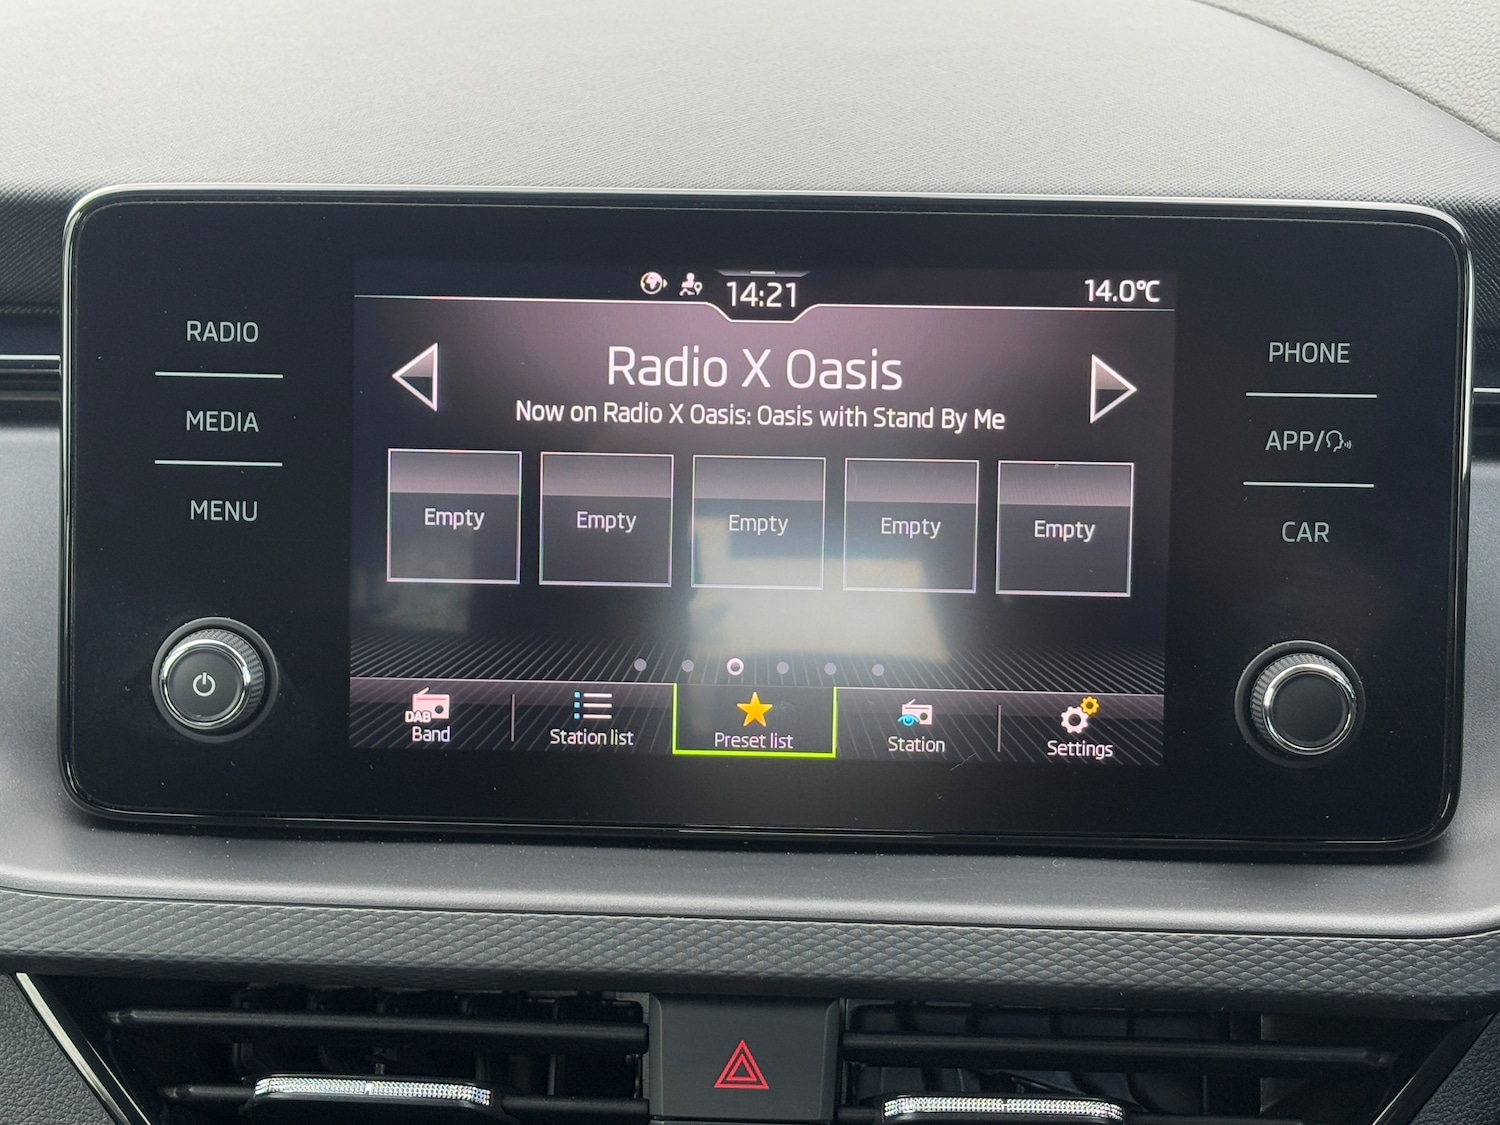 14:21
14.0°C
RADIO
MEDIA
MENU
Radio X Oasis
Now on Radio X Oasis: Oasis with Stand By Me
Empty Empty Empty Empty Empty
DAB
Band
Station list
Preset list
Station
Settings
PHONE
APP/
CAR